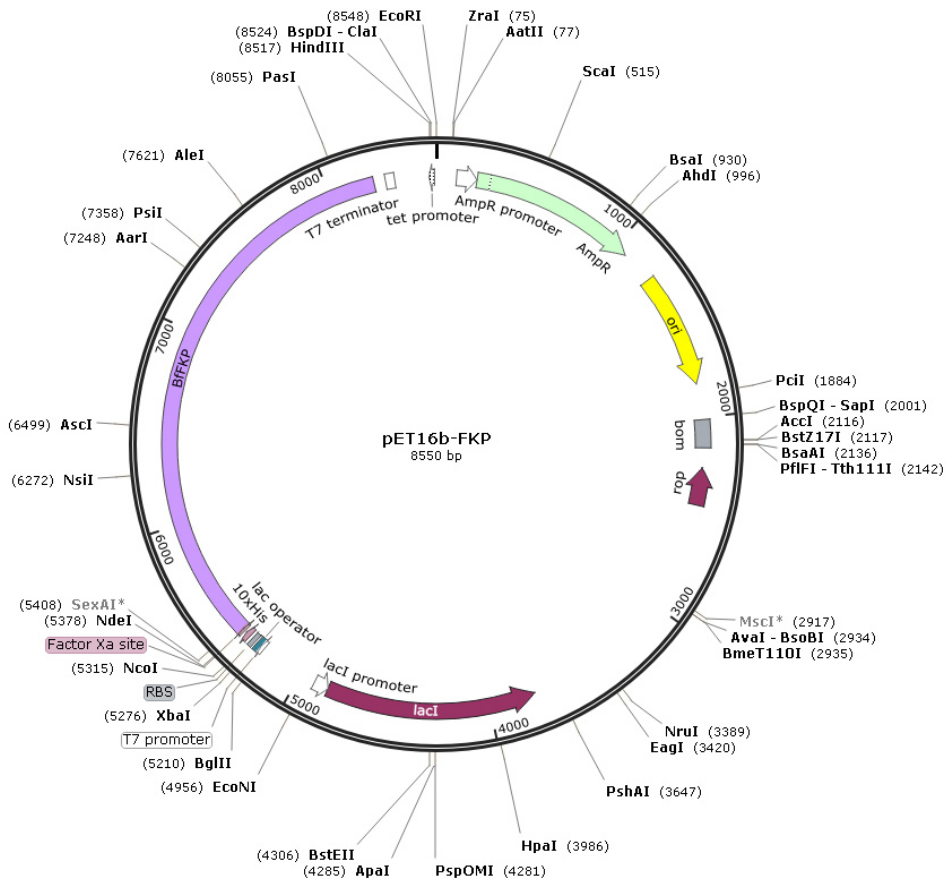 (8548) EcoRI
(8524) BspDI - ClaI
(8517) HindIII
(8055) PasI
(7621) AleI
(7358) PsiI
(7248) AarI
(6499) AscI
(6272) NsiI
(5408) SexAI*
(5378) NdeI
Factor Xa site
(5315) NcoI
RBS
(5276) XbaI
T7 promoter
(5210) BglII
(4956) EcoNI
(4306) BstEII
(4285) ApaI
ZraI (75)
AatII (77)
ScaI (515)
BsaI (930)
AhdI (996)
PciI (1884)
BspQI - SapI (2001)
AccI (2116)
BstZ17I (2117)
BsaAI (2136)
PflFI - Tth111I (2142)
MscI* (2917)
AvaI - BsoBI (2934)
BmeT110I (2935)
NruI (3389)
EagI (3420)
PshAI (3647)
HpaI (3986)
PspOMI (4281)
1000
2000
3000
4000
5000
6000
7000
8000
T7 terminator
tet promoter
AmpR promoter
AmpR
ori
bom
rop
lacI
lacI promoter
lac operator
10xHis
BfFKP
pET16b-FKP
8550 bp